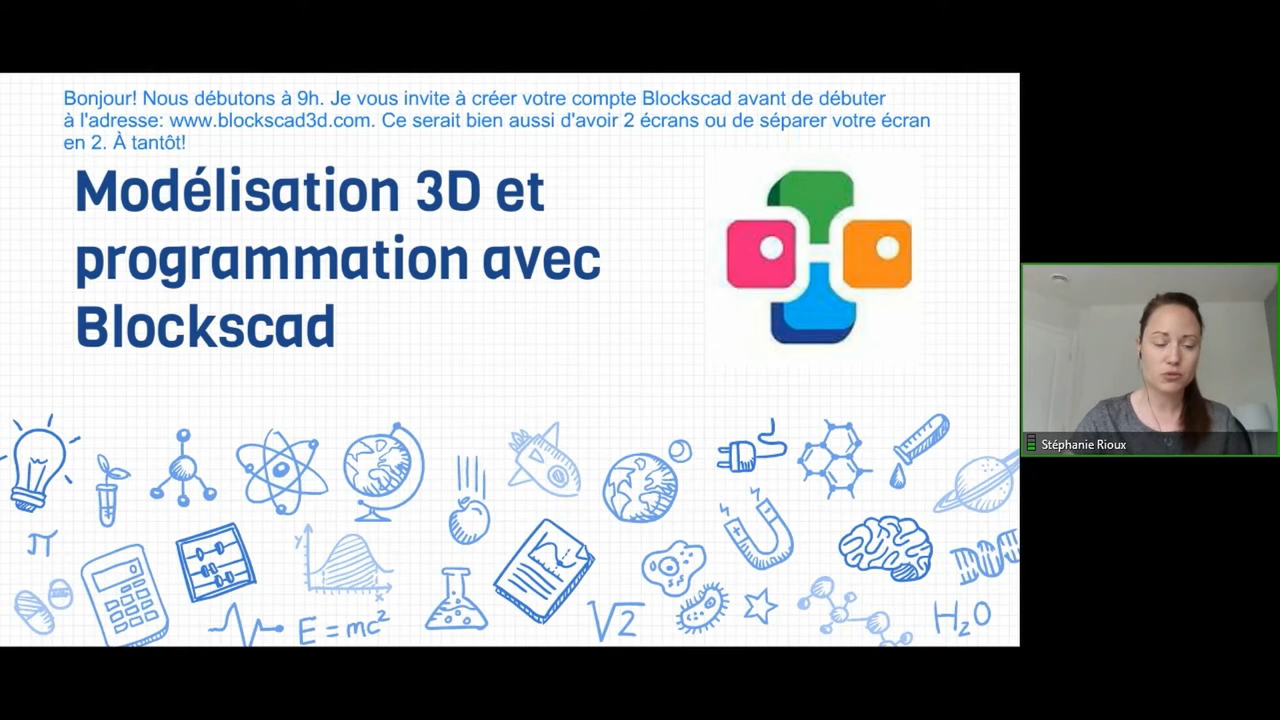 Bonjour! Nous débutons à 9h. Je vous invite à créer votre compte Blockscad avant de débuter
à l'adresse: www.blockscad3d.com. Ce serait bien aussi d'avoir 2 écrans ou de séparer votre écran
en 2. À tantôt!
Modélisation 3D et
programmation avec
Blockscad
Stéphanie Rioux
π
y
x
E = mc²
√2
H₂O